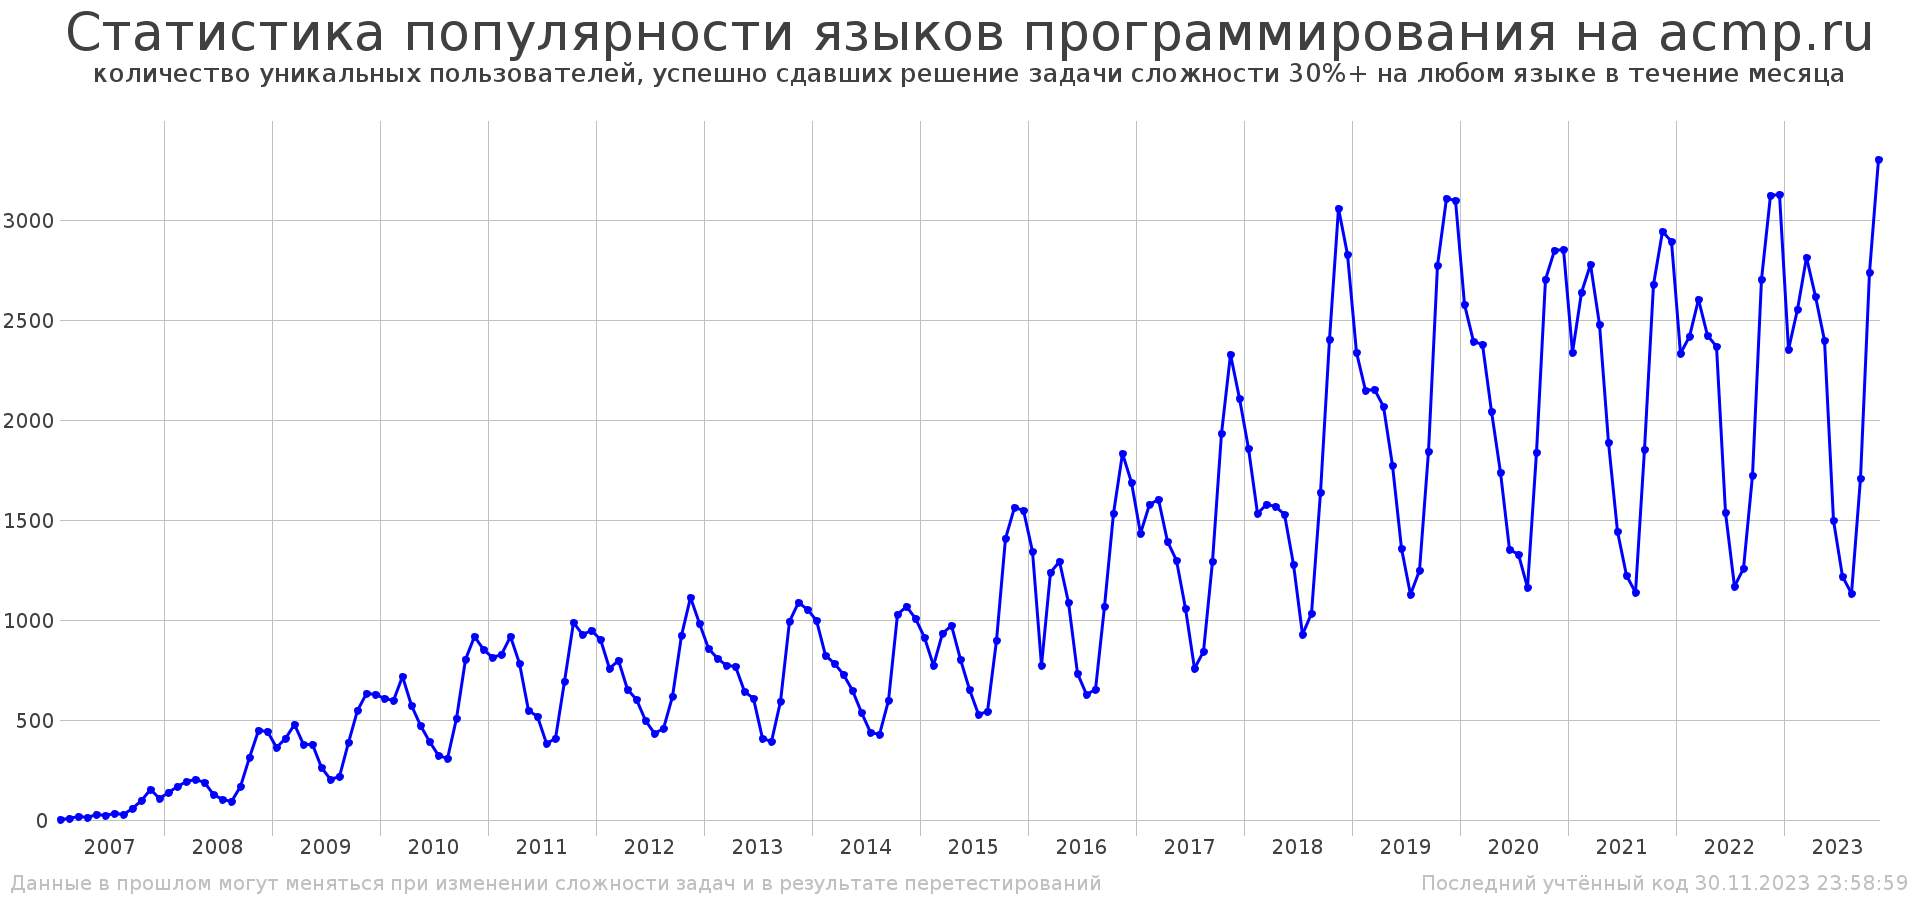 Статистика популярности языков программирования на acmp.ru
количество уникальных пользователей, успешно сдавших решение задачи сложности 30%+ на любом языке в течение месяца
3000
2500
2000
1500
1000
500
0
2007 2008 2009 2010 2011 2012 2013 2014 2015 2016 2017 2018 2019 2020 2021 2022 2023
Данные в прошлом могут меняться при изменении сложности задач и в результате перетестирований
Последний учтённый код 30.11.2023 23:58:59